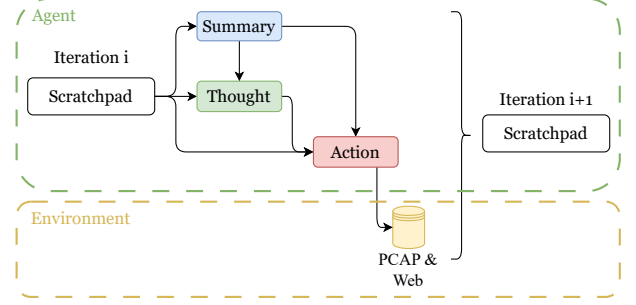 Agent
Summary
Iteration i
Scratchpad
Thought
Action
Iteration i+1
Scratchpad
Environment
PCAP &
Web